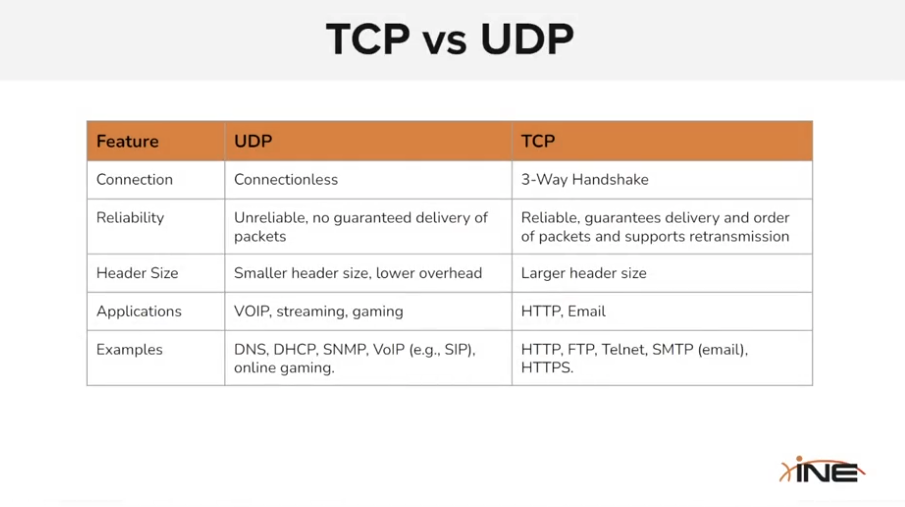 TCP vs UDP
Feature UDP TCP
Connection Connectionless 3-Way Handshake
Reliability Unreliable, no guaranteed delivery of packets Reliable, guarantees delivery and order of packets and supports retransmission
Header Size Smaller header size, lower overhead Larger header size
Applications VOIP, streaming, gaming HTTP, Email
Examples DNS, DHCP, SNMP, VoIP (e.g., SIP), online gaming. HTTP, FTP, Telnet, SMTP (email), HTTPS.
INE